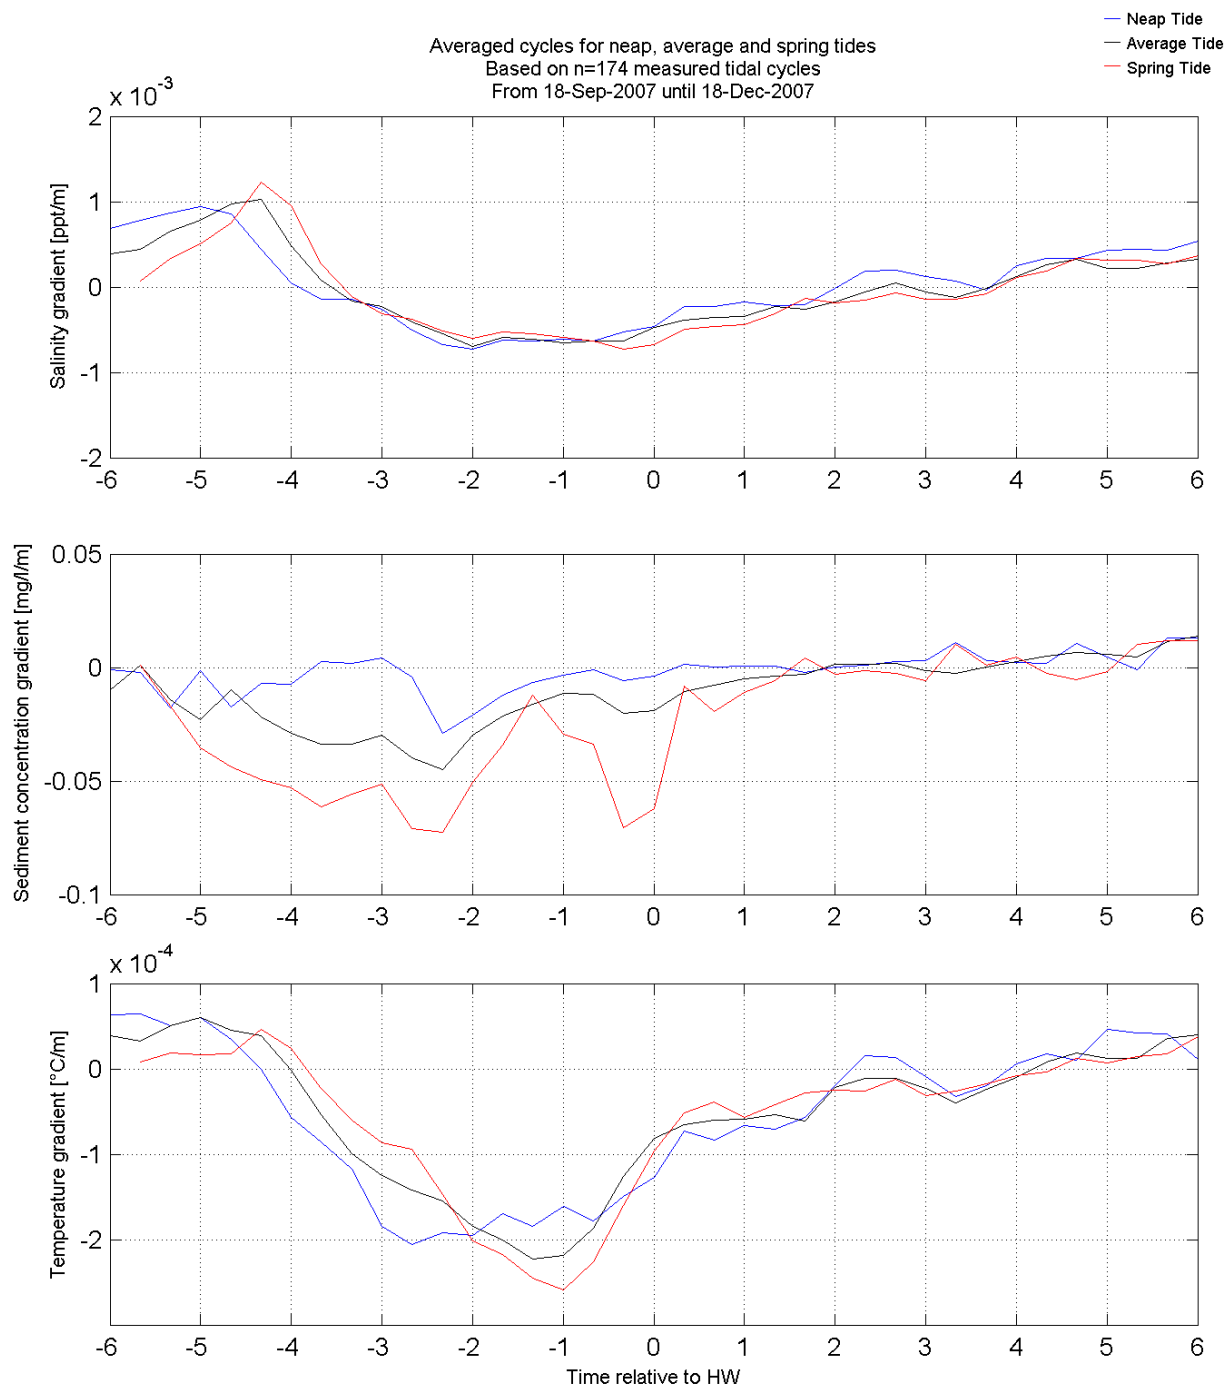 Neap Tide
Average Tide
Spring Tide
Averaged cycles for neap, average and spring tides
Based on n=174 measured tidal cycles
From 18-Sep-2007 until 18-Dec-2007
x 10-3
2
1
0
-1
-2
Salinity gradient [ppt/m]
-6 -5 -4 -3 -2 -1 0 1 2 3 4 5 6
0.05
0
-0.05
-0.1
Sediment concentration gradient [mg/l/m]
-6 -5 -4 -3 -2 -1 0 1 2 3 4 5 6
x 10-4
1
0
-1
-2
Temperature gradient [°C/m]
-6 -5 -4 -3 -2 -1 0 1 2 3 4 5 6
Time relative to HW